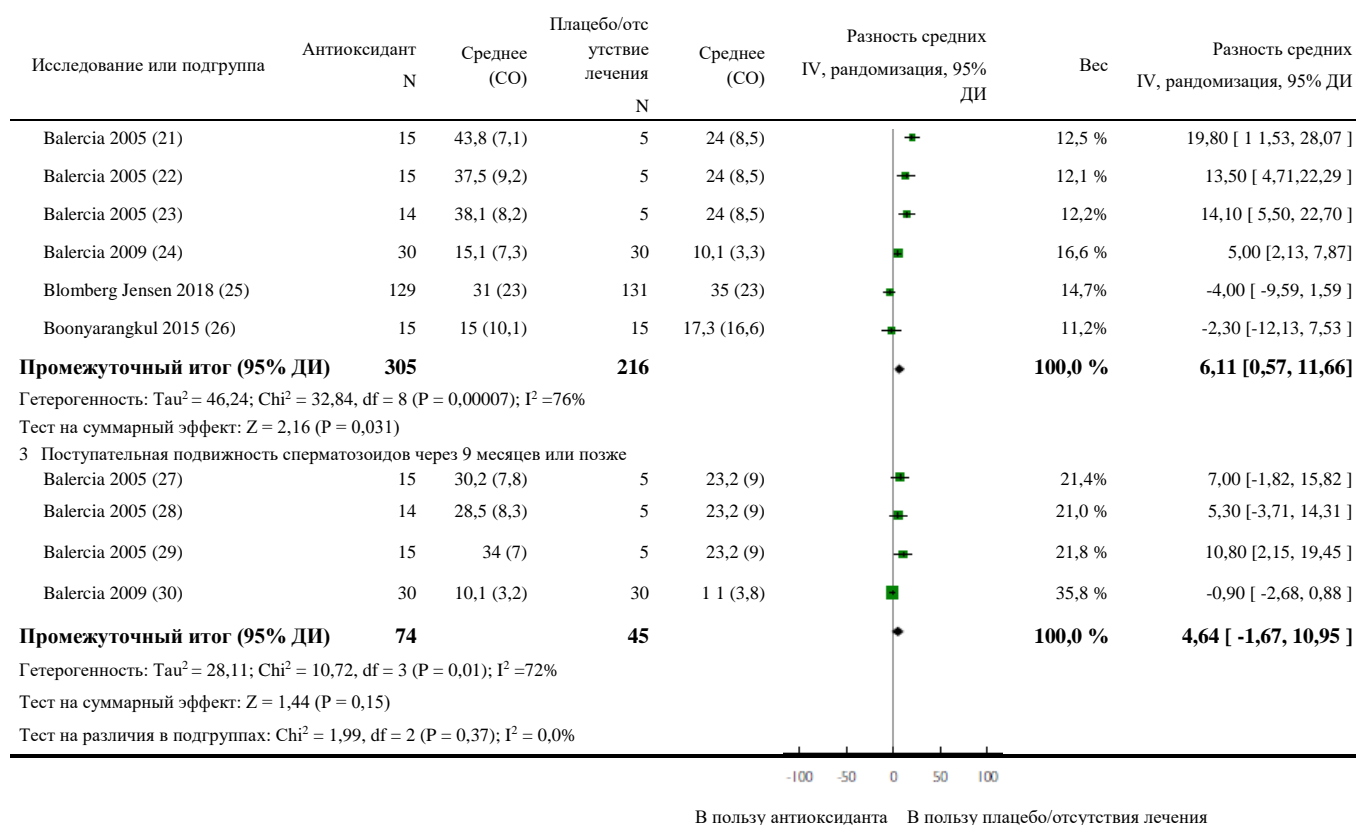 Исследование или подгруппа Антиоксидант N Среднее (СО) Плацебо/отс утствие лечения N Среднее (СО) Разность средних IV, рандомизация, 95% ДИ Вес Разность средних IV, рандомизация, 95% ДИ
Balercia 2005 (21) 15 43,8 (7,1) 5 24 (8,5) 12,5 % 19,80 [ 1 1,53, 28,07 ]
Balercia 2005 (22) 15 37,5 (9,2) 5 24 (8,5) 12,1 % 13,50 [ 4,71,22,29 ]
Balercia 2005 (23) 14 38,1 (8,2) 5 24 (8,5) 12,2% 14,10 [ 5,50, 22,70 ]
Balercia 2009 (24) 30 15,1 (7,3) 30 10,1 (3,3) 16,6 % 5,00 [2,13, 7,87]
Blomberg Jensen 2018 (25) 129 31 (23) 131 35 (23) 14,7% -4,00 [ -9,59, 1,59 ]
Boonyarangkul 2015 (26) 15 15 (10,1) 15 17,3 (16,6) 11,2% -2,30 [-12,13, 7,53 ]
Промежуточный итог (95% ДИ) 305 216 100,0 % 6,11 [0,57, 11,66]
Гетерогенность: Tau² = 46,24; Chi² = 32,84, df = 8 (P = 0,00007); I² =76%
Тест на суммарный эффект: Z = 2,16 (P = 0,031)
3 Поступательная подвижность сперматозоидов через 9 месяцев или позже
Balercia 2005 (27) 15 30,2 (7,8) 5 23,2 (9) 21,4% 7,00 [-1,82, 15,82 ]
Balercia 2005 (28) 14 28,5 (8,3) 5 23,2 (9) 21,0 % 5,30 [-3,71, 14,31 ]
Balercia 2005 (29) 15 34 (7) 5 23,2 (9) 21,8 % 10,80 [2,15, 19,45 ]
Balercia 2009 (30) 30 10,1 (3,2) 30 1 1 (3,8) 35,8 % -0,90 [ -2,68, 0,88 ]
Промежуточный итог (95% ДИ) 74 45 100,0 % 4,64 [ -1,67, 10,95 ]
Гетерогенность: Tau² = 28,11; Chi² = 10,72, df = 3 (P = 0,01); I² =72%
Тест на суммарный эффект: Z = 1,44 (P = 0,15)
Тест на различия в подгруппах: Chi² = 1,99, df = 2 (P = 0,37); I² = 0,0%
-100 -50 0 50 100
В пользу антиоксиданта В пользу плацебо/отсутствия лечения